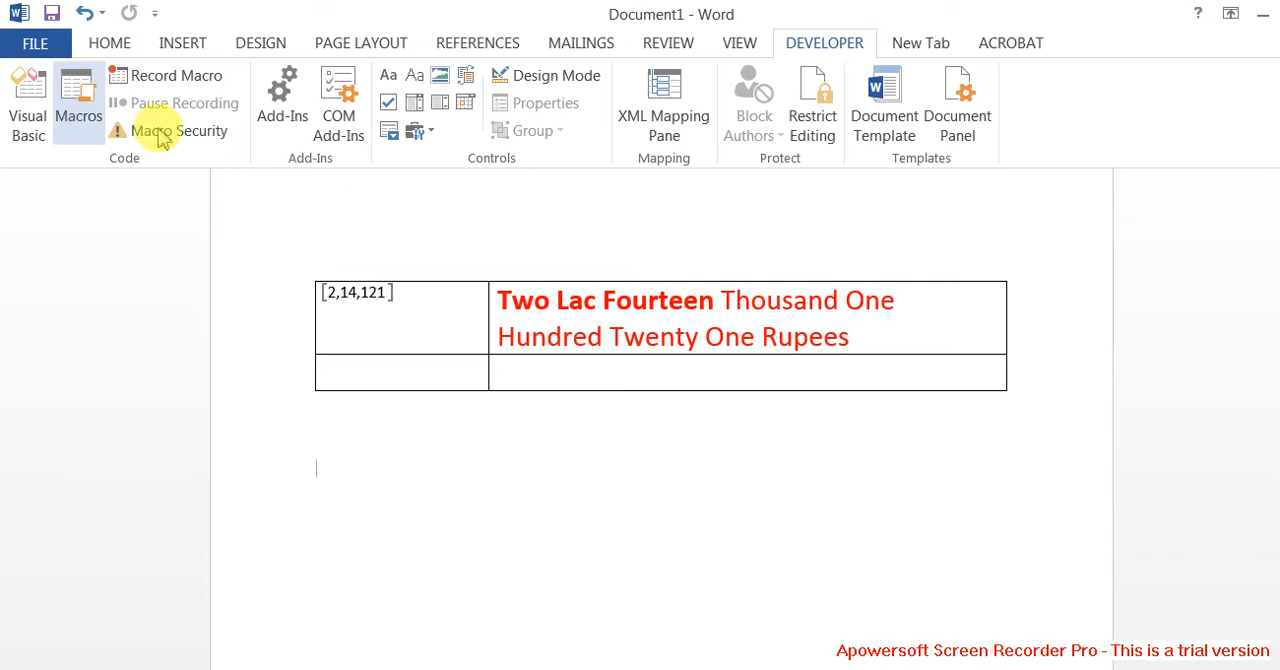 Document1 - Word
?
FILE HOME INSERT DESIGN PAGE LAYOUT REFERENCES MAILINGS REVIEW VIEW DEVELOPER New Tab ACROBAT
Visual Basic
Macros
Record Macro
Pause Recording
Macro Security
Code
Add-Ins
COM Add-Ins
Add-Ins
Aa Aa
Design Mode
Properties
Group
Controls
XML Mapping Pane
Mapping
Block Authors
Restrict Editing
Protect
Document Template
Document Panel
Templates
[2,14,121]
Two Lac Fourteen Thousand One
Hundred Twenty One Rupees
Apowersoft Screen Recorder Pro - This is a trial version